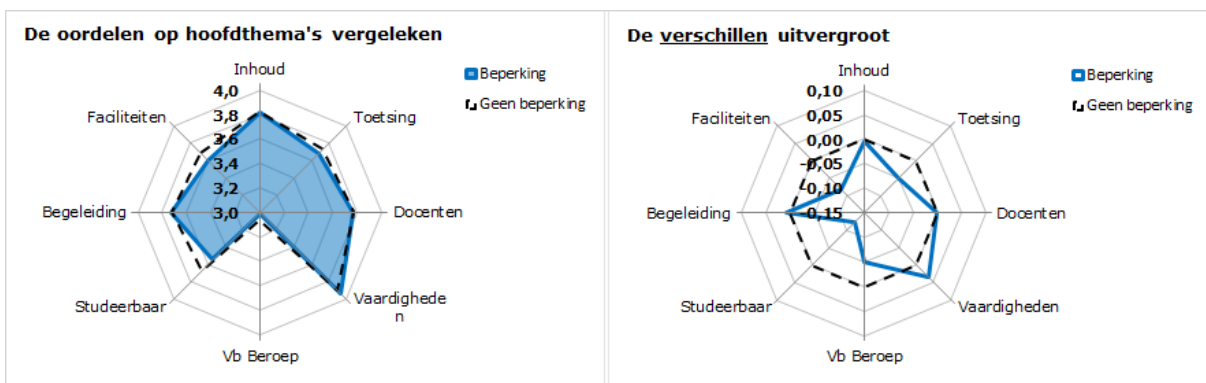 De oordelen op hoofdthema's vergeleken
Inhoud
Beperking
Geen beperking
4,0
3,8
3,6
3,4
3,2
3,0
Toetsing
Docenten
Vaardighede
n
Vb Beroep
Studeerbaar
Begeleiding
Faciliteiten
De verschillen uitvergroot
Inhoud
Beperking
Geen beperking
0,10
0,05
0,00
-0,05
-0,10
-0,15
Toetsing
Docenten
Vaardigheden
Vb Beroep
Studeerbaar
Begeleiding
Faciliteiten